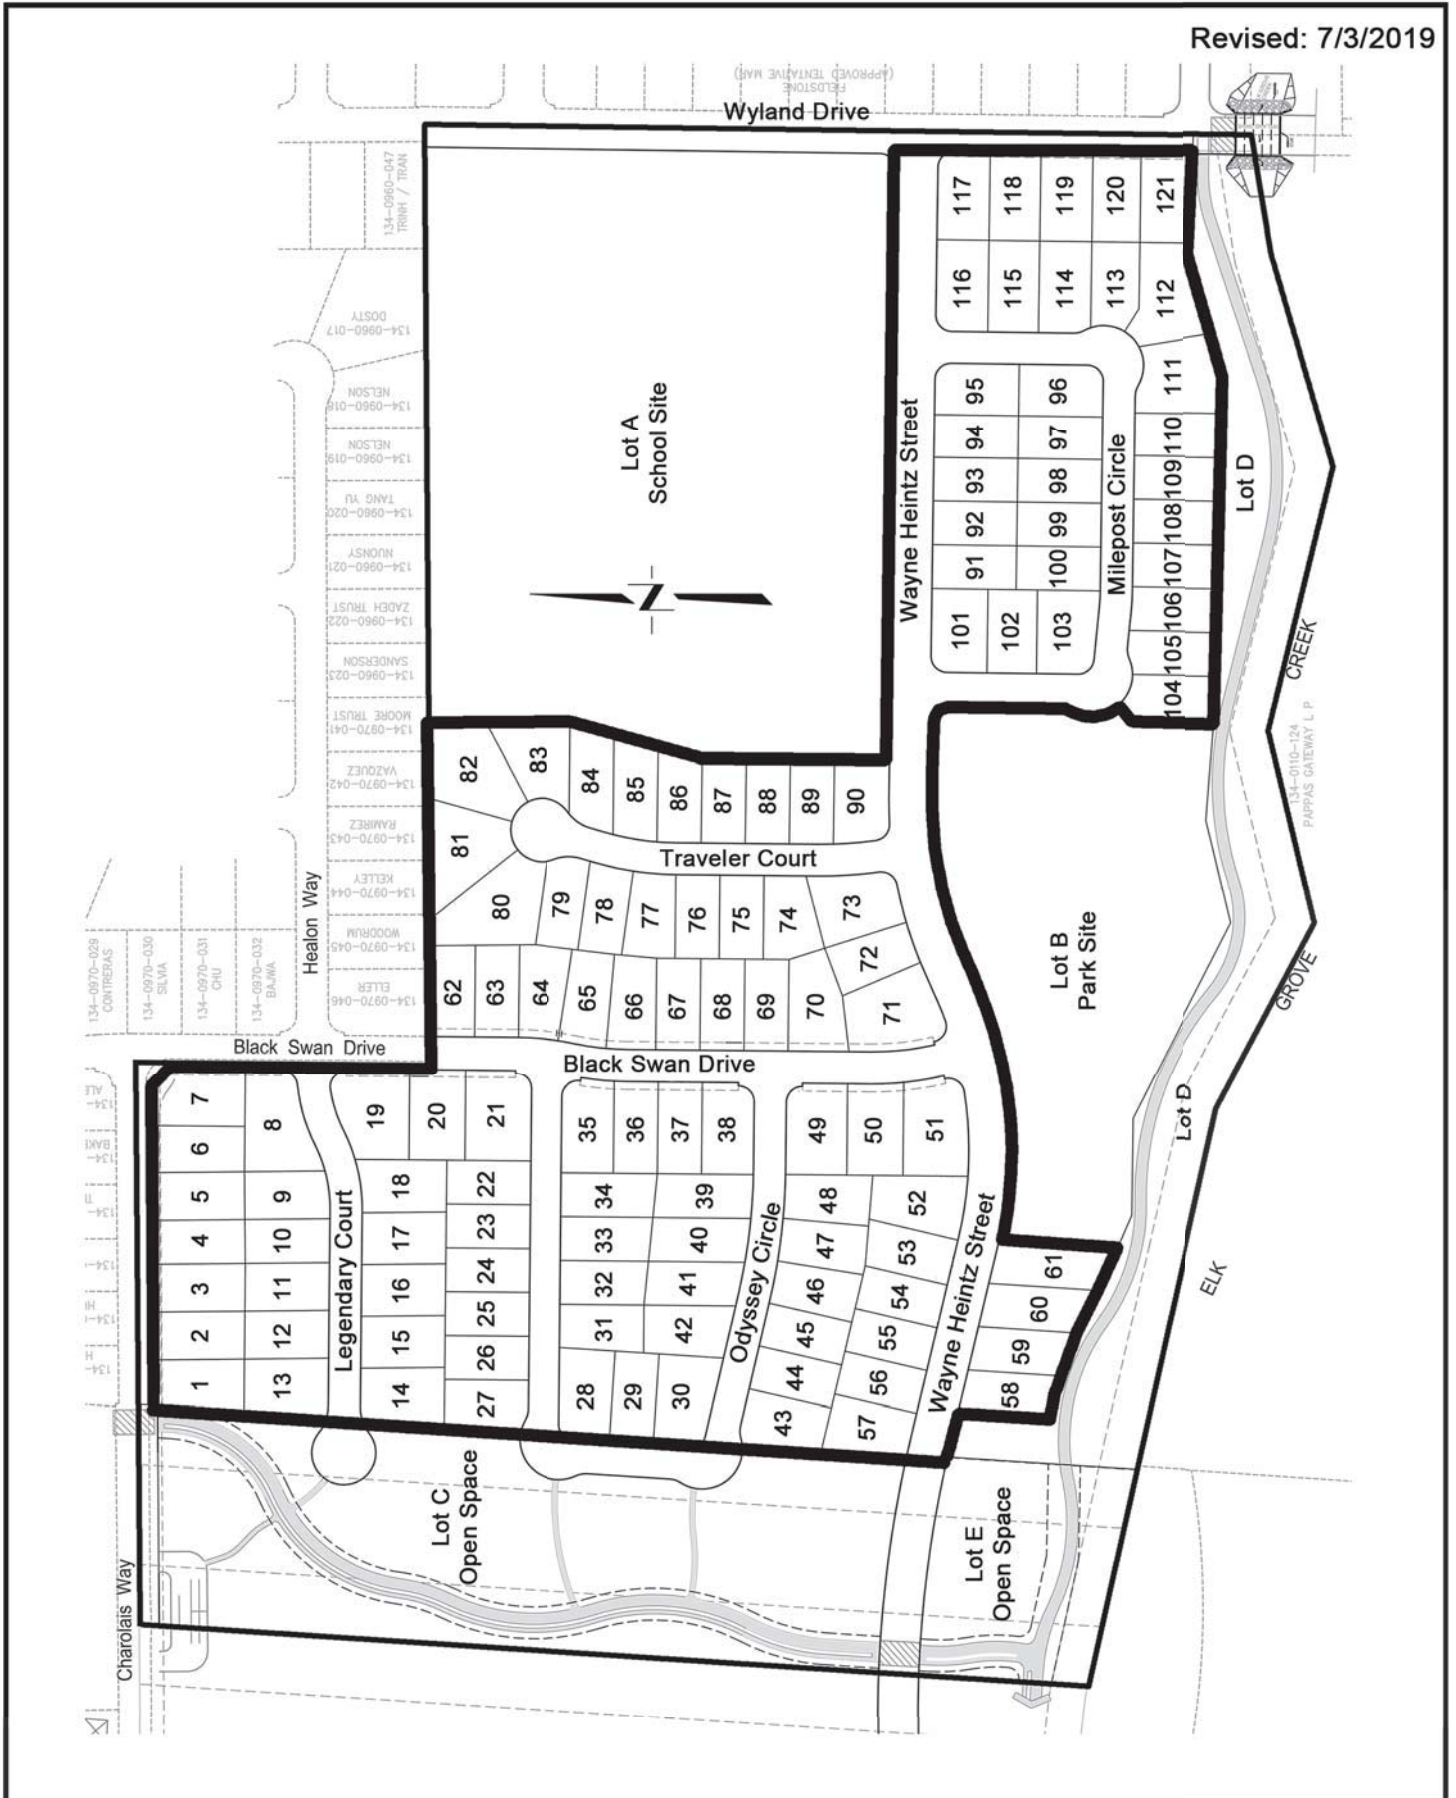 Revised: 7/3/2019
(APPROVED TENTATIVE MAP)
FIELDSTONE
Wyland Drive
134-0960-047
TRINH / TRAN
DOSTY
134-0960-017
NELSON
134-0960-018
NELSON
134-0960-019
TANG YU
134-0960-020
NUONSY
134-0960-021
ZADEH TRUST
134-0960-022
SANDERSON
134-0960-023
MOORE TRUST
134-0970-041
VAZQUEZ
134-0970-042
RAMIREZ
134-0970-043
KELLEY
134-0970-044
WOODRUM
134-0970-045
ELLER
134-0970-046
Healon Way
134-0970-029
CONTRERAS
134-0970-030
SILVIA
134-0970-031
CHU
134-0970-032
BAJWA
Lot A
School Site
N
Wayne Heintz Street
117
118
119
120
121
116
115
114
113
112
111
110
109
108
107
106
105
104
95
94
93
92
91
96
97
98
99
100
101
102
103
Milepost Circle
Lot D
CREEK
134-0110-124
PAPPAS GATEWAY L P
GROVE
ELK
Lot D
Lot B
Park Site
82
83
84
85
86
87
88
89
90
81
80
79
78
77
76
75
74
73
72
71
Traveler Court
62
63
64
65
66
67
68
69
70
Black Swan Drive
Black Swan Drive
7
6
5
4
3
2
1
8
9
10
11
12
13
Legendary Court
19
20
21
18
17
16
15
14
22
23
24
25
26
27
35
36
37
38
34
33
32
31
39
40
41
42
28
29
30
Odyssey Circle
49
50
51
48
47
46
45
44
43
52
53
54
55
56
57
Wayne Heintz Street
61
60
59
58
Lot C
Open Space
Lot E
Open Space
Charolais Way